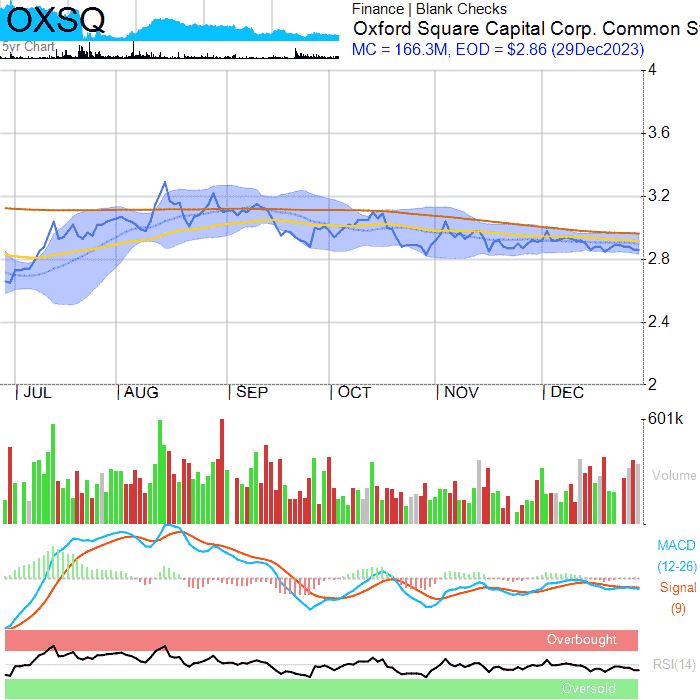 OXSQ
5yr Chart
Finance | Blank Checks
Oxford Square Capital Corp. Common S
MC = 166.3M, EOD = $2.86 (29Dec2023)
4
3.6
3.2
2.8
2.4
2
| JUL | AUG | SEP | OCT | NOV | DEC
601k
Volume
MACD
(12-26)
Signal
(9)
Overbought
RSI(14)
Oversold